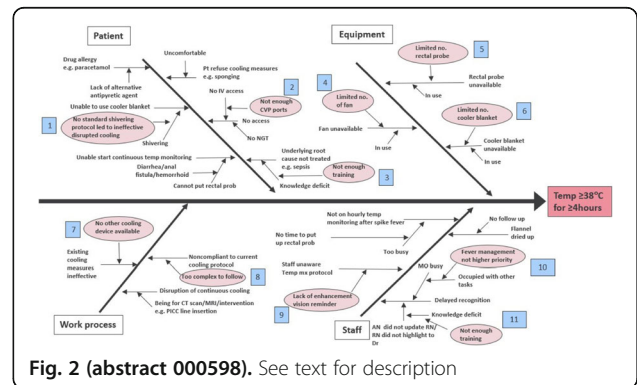 Patient
Drug allergy
e.g. paracetamol
Uncomfortable
Pt refuse cooling measures
e.g. sponging
Lack of alternative
antipyretic agent
Unable to use cooler blanket
1
No standard shivering
protocol led to ineffective
disrupted cooling
Shivering
No IV access
2
Not enough
CVP ports
No access
No NGT
Unable start continuous temp monitoring
Diarrhea/anal
fistula/hemorrhoid
Cannot put rectal prob
Underlying root
cause not treated
e.g. sepsis
Not enough
training
3
Knowledge deficit
Equipment
Limited no.
rectal probe
5
Rectal probe
unavailable
In use
4
Limited no.
of fan
Fan unavailable
In use
Limited no.
cooler blanket
6
Cooler blanket
unavailable
In use
Temp ≥38°C
for ≥4hours
7
No other cooling
device available
Existing
cooling
measures
ineffective
Noncompliant to current
cooling protocol
Too complex to follow
8
Disruption of continuous cooling
Being for CT scan/MRI/intervention
e.g. PICC line insertion
Work process
Not on hourly temp
monitoring after spike fever
No time to put
up rectal prob
Too busy
No follow up
Flannel
dried up
Staff unaware
Temp mx protocol
MO busy
Fever management
not higher priority
10
Occupied with other
tasks
9
Lack of enhancement
vision reminder
Delayed recognition
Knowledge deficit
11
Not enough
training
AN did not update RN/
RN did not highlight to
Dr
Staff
Fig. 2 (abstract 000598). See text for description